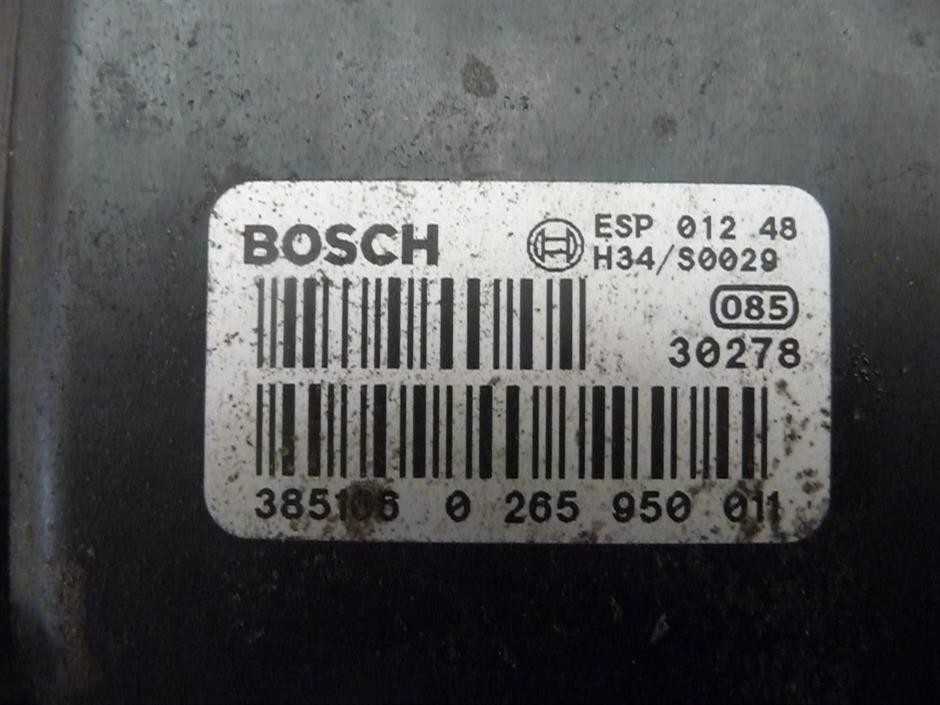 BOSCH
ESP 012 48
H34/S0029
085
30278
385106 0 265 950 011